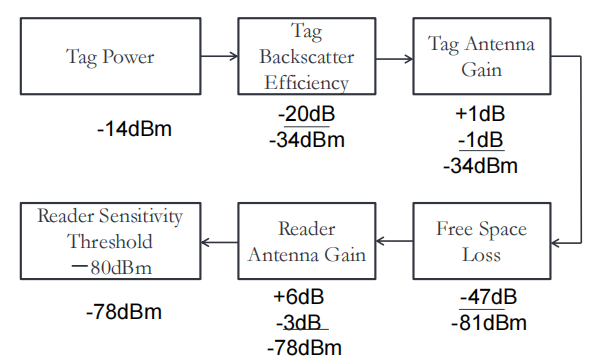 Tag Power
-14dBm
Tag
Backscatter
Efficiency
-20dB
-34dBm
Tag Antenna
Gain
+1dB
-1dB
-34dBm
Free Space
Loss
-47dB
-81dBm
Reader
Antenna Gain
+6dB
-3dB
-78dBm
Reader Sensitivity
Threshold
—80dBm
-78dBm